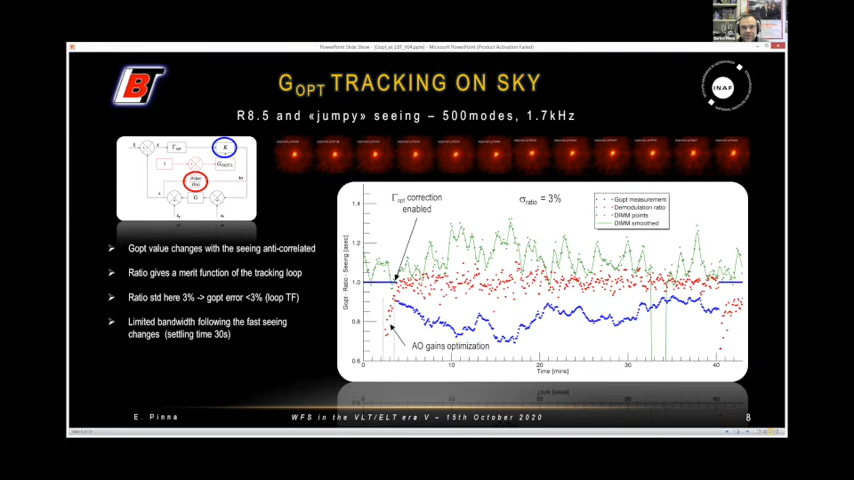 PowerPoint Slide Show - [Gopt_at_LBT_V04.pptx] - Microsoft PowerPoint (Product Activation Failed)
LBT
GOPT TRACKING ON SKY
INAF
R8.5 and «jumpy» seeing – 500modes, 1.7kHz
Γopt
K
1
G
Γopt correction
enabled
σratio = 3%
Gopt measurement
Demodulation ratio
DIMM points
DIMM smoothed
Gopt value changes with the seeing anti-correlated
Ratio gives a merit function of the tracking loop
Ratio std here 3% -> gopt error <3% (loop TF)
Limited bandwidth following the fast seeing
changes (settling time 30s)
Gopt - Ratio - Seeing [asec]
1.4
1.2
1.0
0.8
0.6
AO gains optimization
0
10
20
30
40
Time [mins]
E. Pinna
WFS in the VLT/ELT era V – 15th October 2020
8